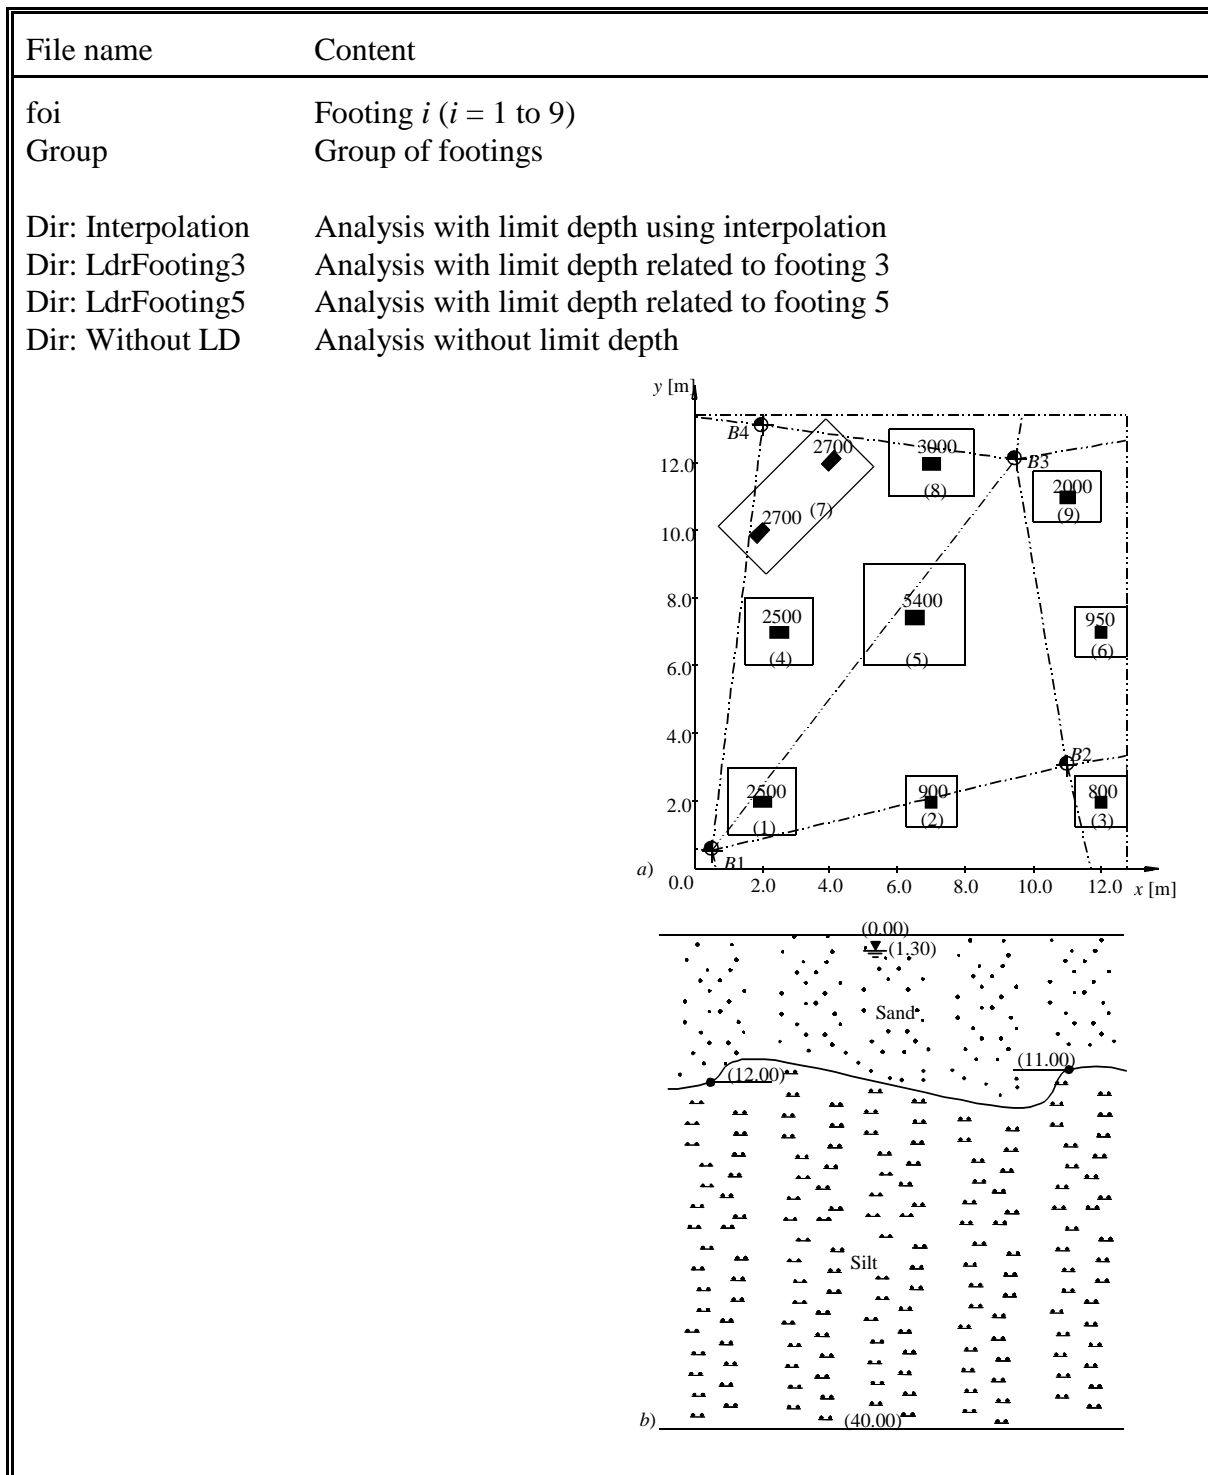 File name Content
foi Footing i (i = 1 to 9)
Group Group of footings
Dir: Interpolation Analysis with limit depth using interpolation
Dir: LdrFooting3 Analysis with limit depth related to footing 3
Dir: LdrFooting5 Analysis with limit depth related to footing 5
Dir: Without LD Analysis without limit depth
y [m]
B4
2700 3000
12.0 B3
(8) 2000
2700 (7) (9)
10.0
8.0 5400
2500 950
(4) (5) (6)
6.0
4.0
B2
2500 900 800
2.0
(1) (2) (3)
B1
a) 0.0 2.0 4.0 6.0 8.0 10.0 12.0 x [m]
(0.00)
(1.30)
Sand
(11.00)
(12.00)
Silt
b) (40.00)